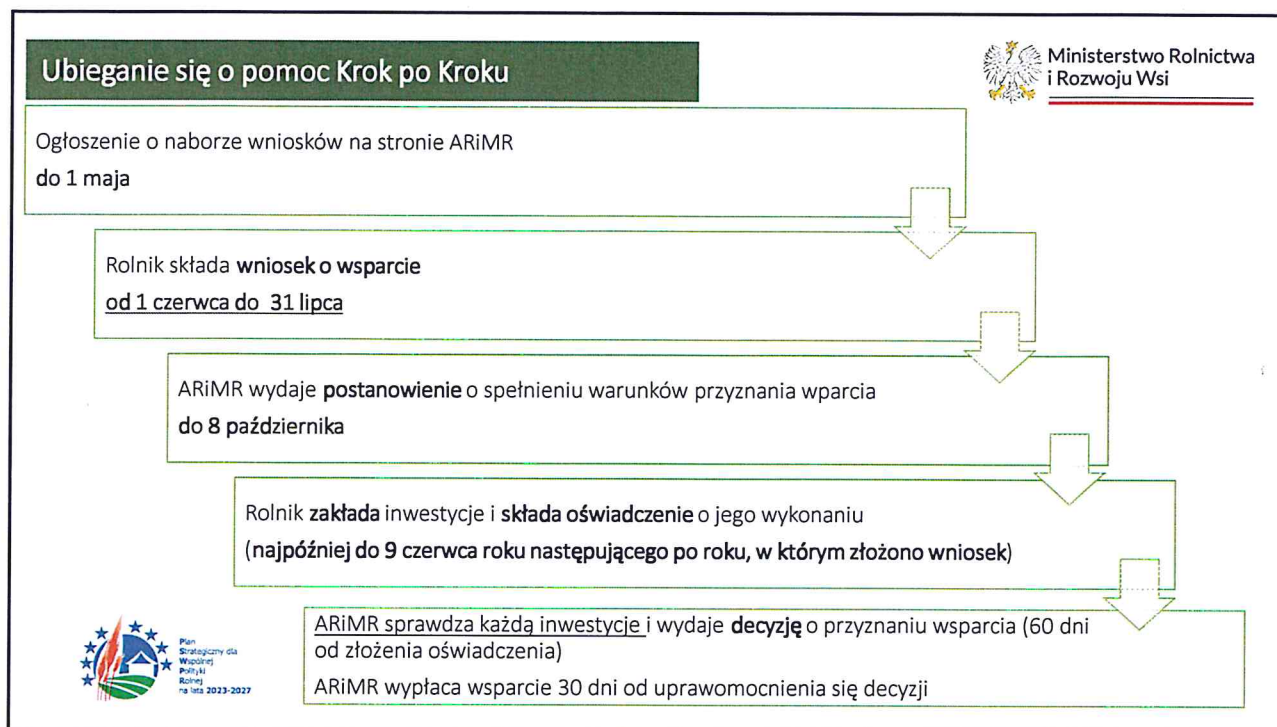 Ubieganie się o pomoc Krok po Kroku
Ministerstwo Rolnictwa
i Rozwoju Wsi
Ogłoszenie o naborze wniosków na stronie ARiMR
do 1 maja
Rolnik składa wniosek o wsparcie
od 1 czerwca do 31 lipca
ARiMR wydaje postanowienie o spełnieniu warunków przyznania wparcia
do 8 października
Rolnik zakłada inwestycje i składa oświadczenie o jego wykonaniu
(najpóźniej do 9 czerwca roku następującego po roku, w którym złożono wniosek)
ARiMR sprawdza każdą inwestycje i wydaje decyzję o przyznaniu wsparcia (60 dni
od złożenia oświadczenia)
ARiMR wypłaca wsparcie 30 dni od uprawomocnienia się decyzji
Plan
Strategiczny dla
Wspólnej
Polityki
Rolnej
na lata 2023-2027